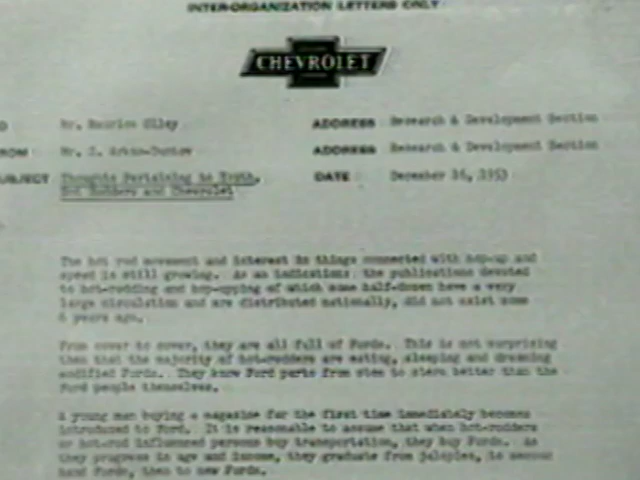 INTER-ORGANIZATION LETTERS ONLY
CHEVROLET
O Mr. Maurice Olley ADDRESS Research & Development Section
ROM Mr. Z. Arkus-Duntov ADDRESS Research & Development Section
UBJECT Thoughts Pertaining to Youth, DATE December 16, 1953
Hot Rodders and Chevrolet
The hot rod movement and interest in things connected with hop-up and
speed is still growing. As an indication: the publications devoted
to hot-rodding and hop-upping of which some half-dozen have a very
large circulation and are distributed nationally, did not exist some
6 years ago.
From cover to cover, they are all full of Fords. This is not surprising
then that the majority of hot-rodders are eating, sleeping and dreaming
modified Fords. They know Ford parts from stem to stern better than the
Ford people themselves.
A young man buying a magazine for the first time immediately becomes
introduced to Ford. It is reasonable to assume that when hot-rodders
or hot-rod influenced persons buy transportation, they buy Fords. As
they progress in age and income, they graduate from jalopies, to second
hand Fords, then to new Fords.